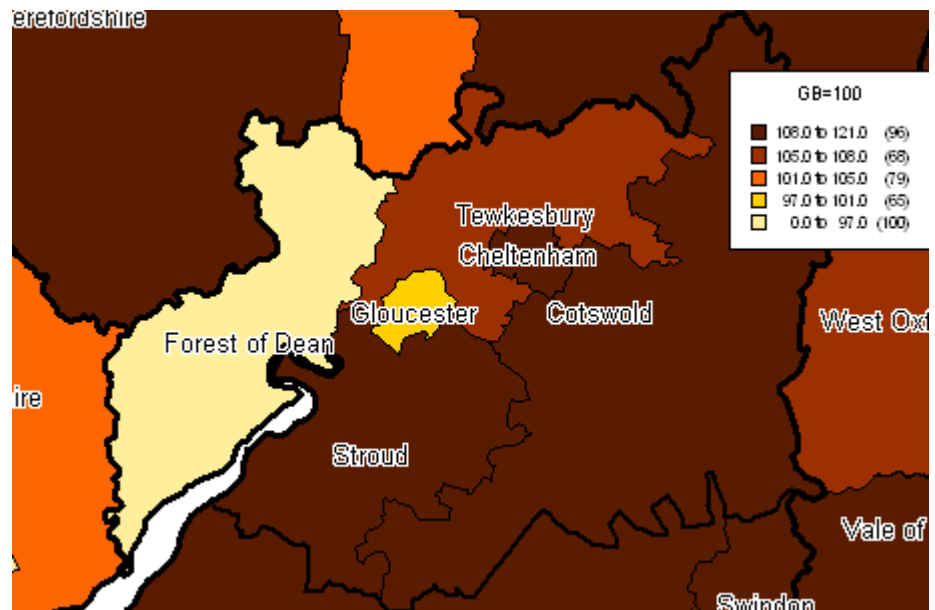 erefordshire
GB=100
108.0 to 121.0 (96)
105.0 to 108.0 (68)
101.0 to 105.0 (79)
97.0 to 101.0 (65)
0.0 to 97.0 (100)
Tewkesbury
Cheltenham
Gloucester
Cotswold
West Oxf
Forest of Dean
ire
Stroud
Vale of
Swindon